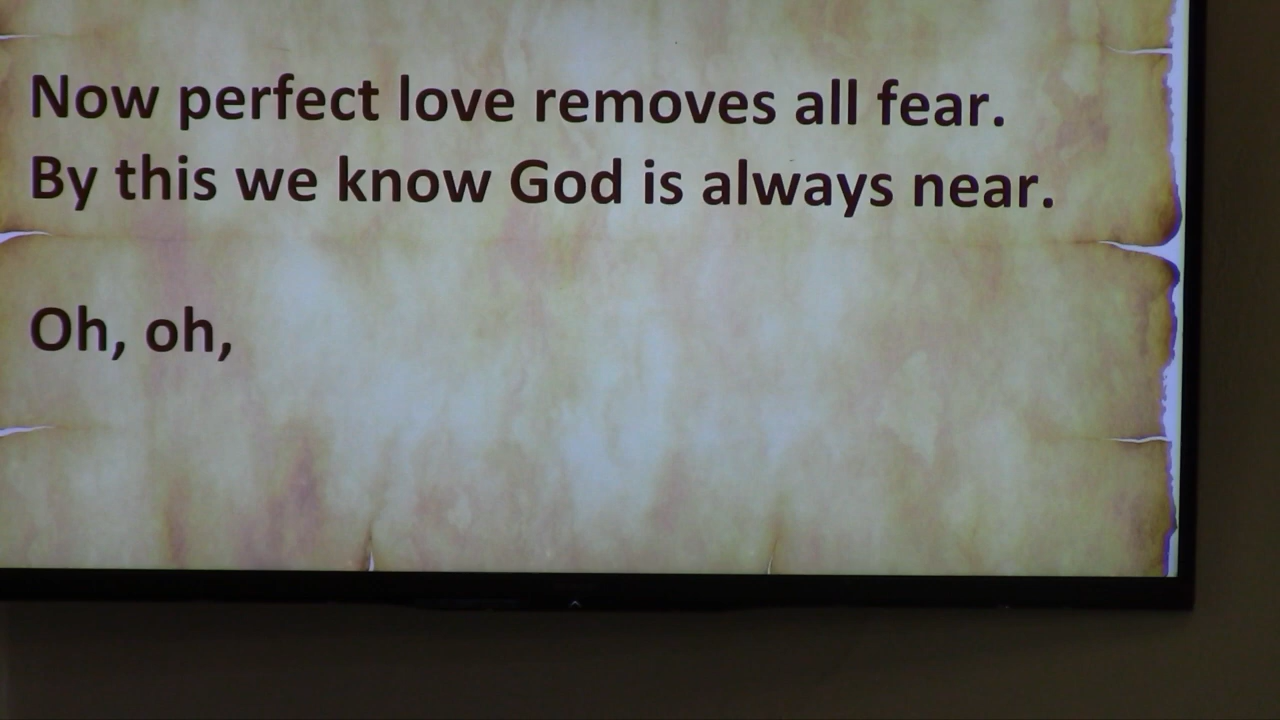 Now perfect love removes all fear.
By this we know God is always near.
Oh, oh,